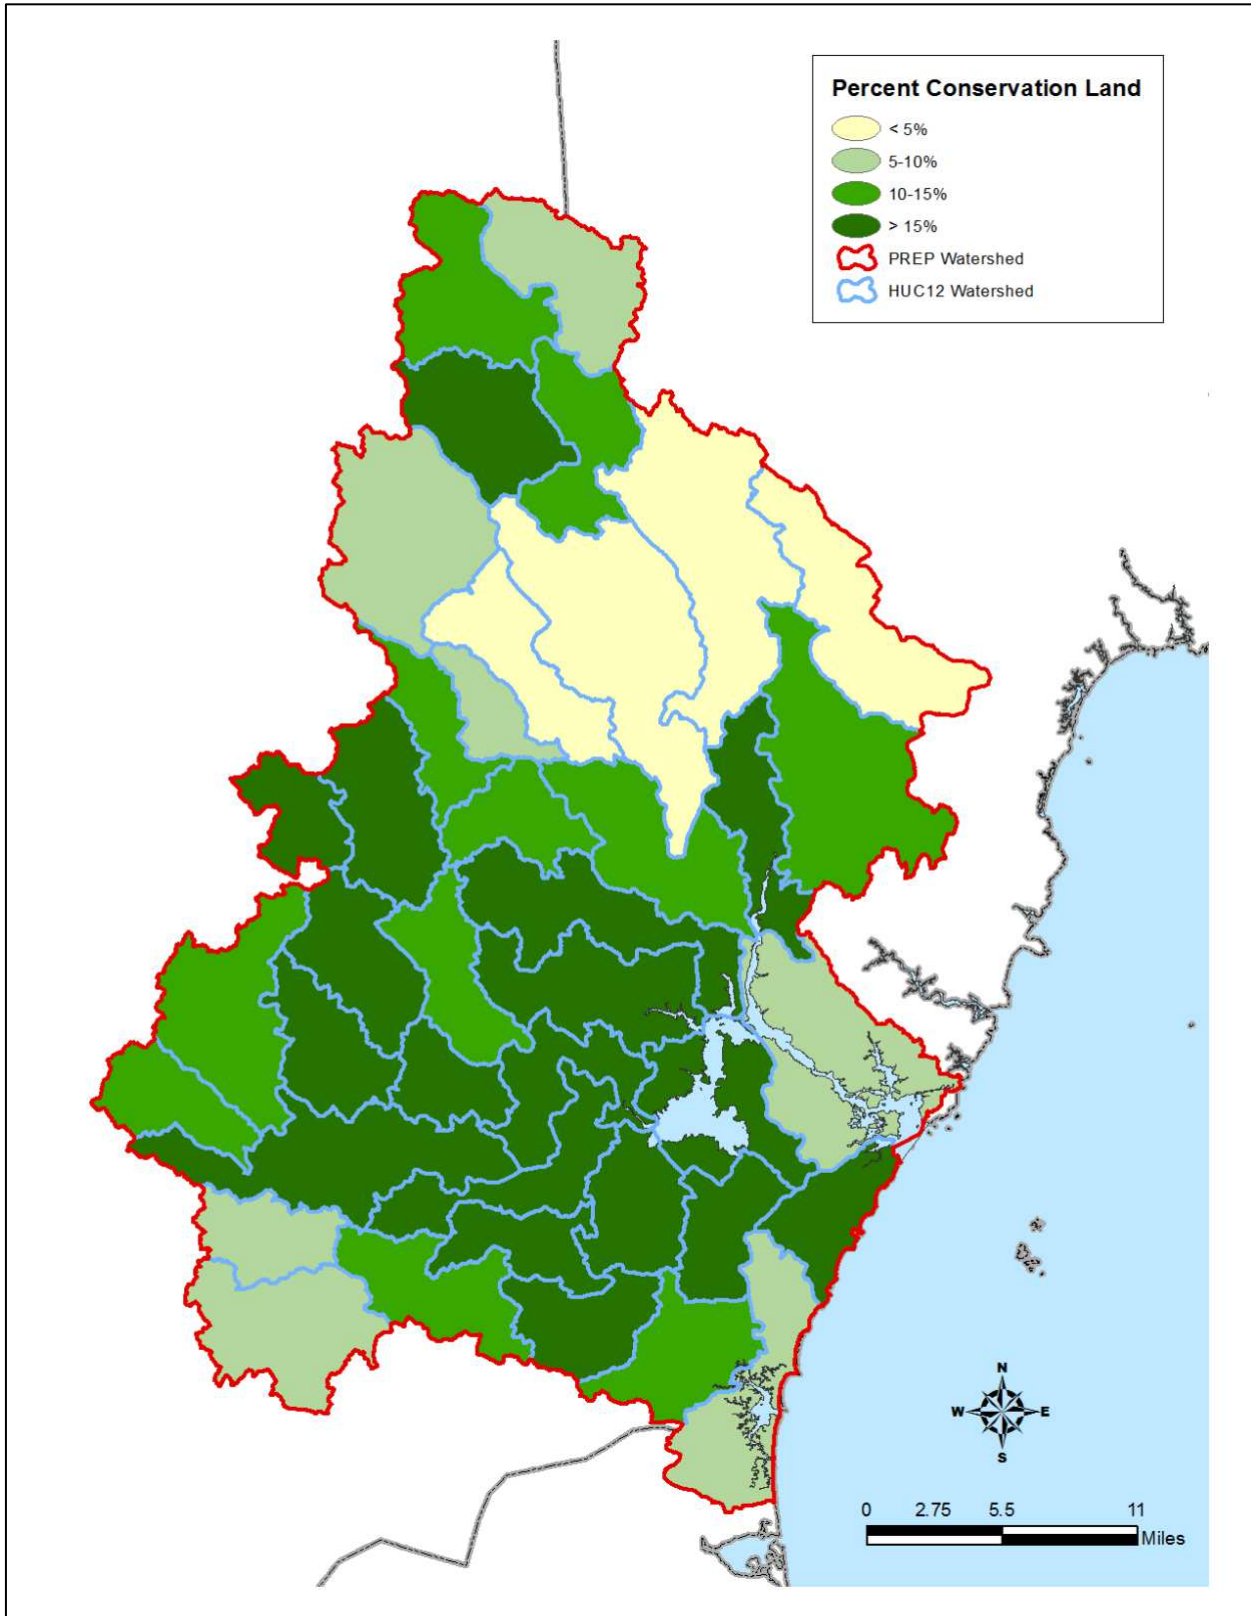 Percent Conservation Land
< 5%
5-10%
10-15%
> 15%
PREP Watershed
HUC12 Watershed
N
W E
S
0 2.75 5.5 11
Miles